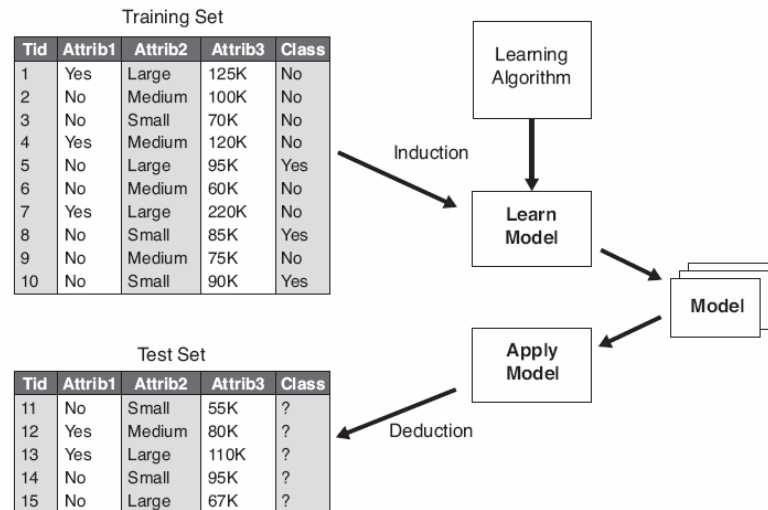 Training Set
Tid Attrib1 Attrib2 Attrib3 Class
1 Yes Large 125K No
2 No Medium 100K No
3 No Small 70K No
4 Yes Medium 120K No
5 No Large 95K Yes
6 No Medium 60K No
7 Yes Large 220K No
8 No Small 85K Yes
9 No Medium 75K No
10 No Small 90K Yes
Learning
Algorithm
Induction
Learn
Model
Model
Apply
Model
Deduction
Test Set
Tid Attrib1 Attrib2 Attrib3 Class
11 No Small 55K ?
12 Yes Medium 80K ?
13 Yes Large 110K ?
14 No Small 95K ?
15 No Large 67K ?